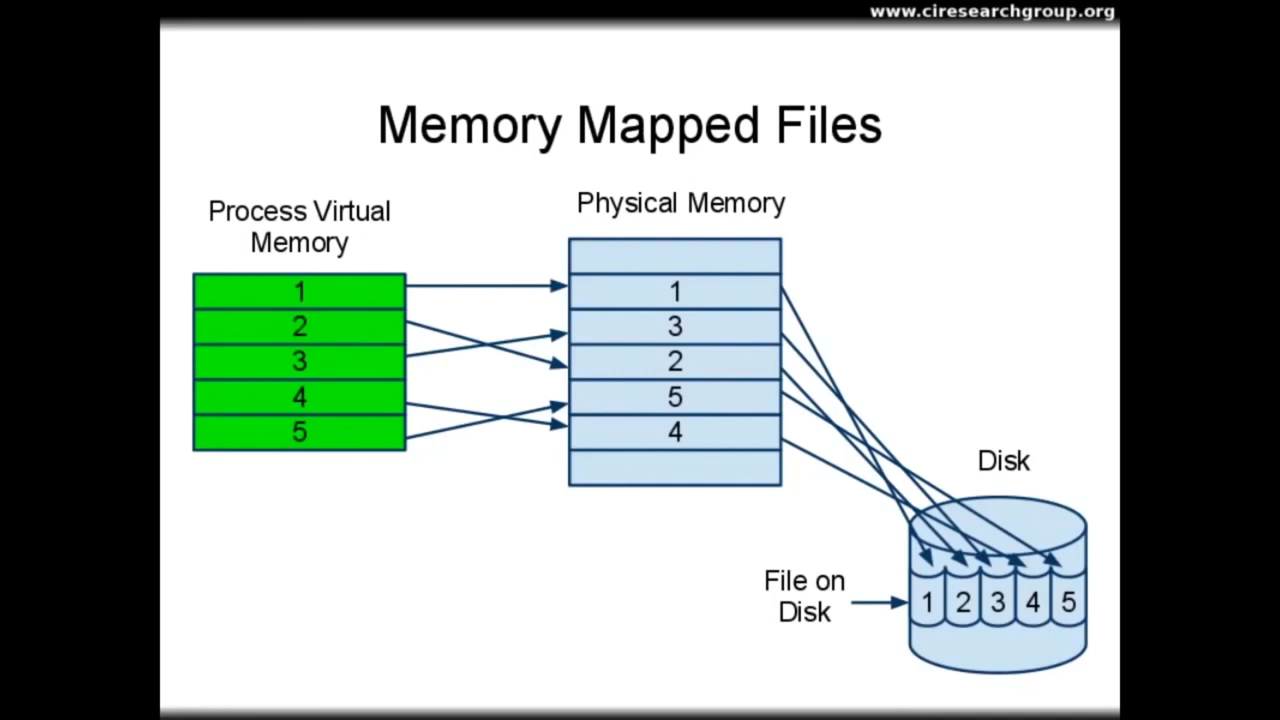 www.ciresearchgroup.org
Memory Mapped Files
Process Virtual
Memory
1
2
3
4
5
Physical Memory
1
3
2
5
4
Disk
File on
Disk
1 2 3 4 5